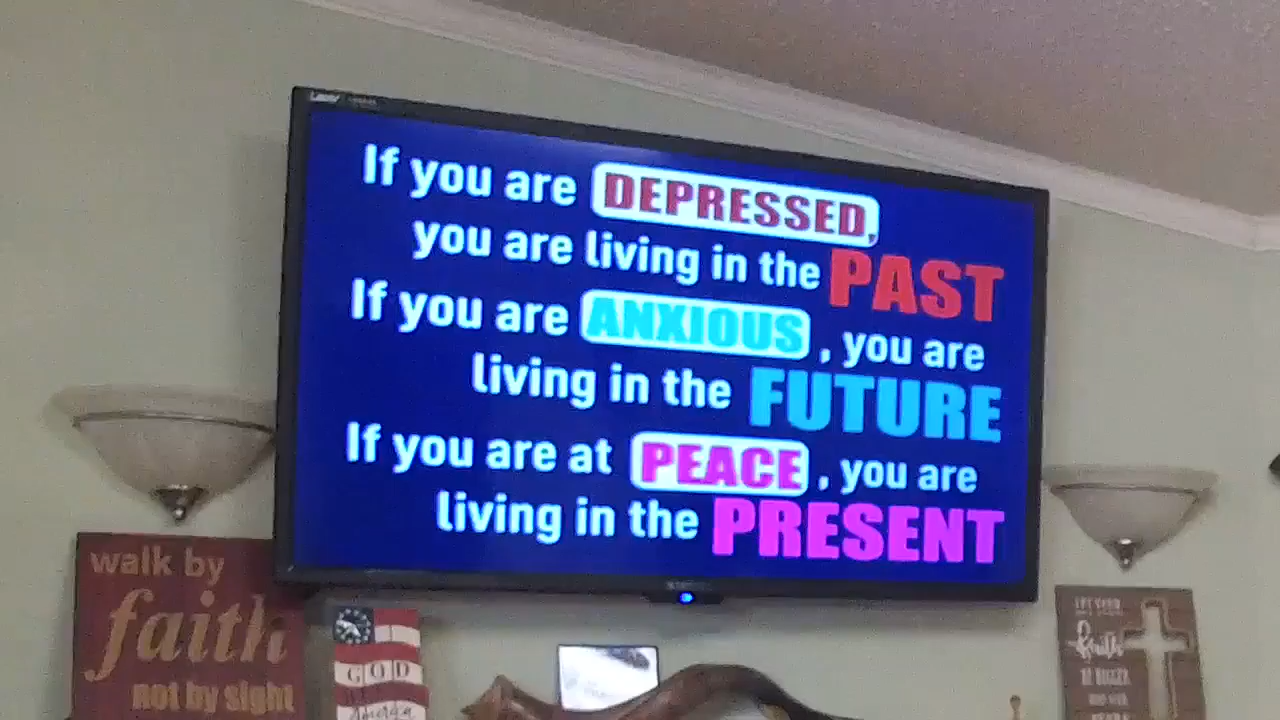 If you are DEPRESSED,
you are living in the PAST
If you are ANXIOUS, you are
living in the FUTURE
If you are at PEACE, you are
living in the PRESENT
walk by
faith
not by sight
GOD
America
faith